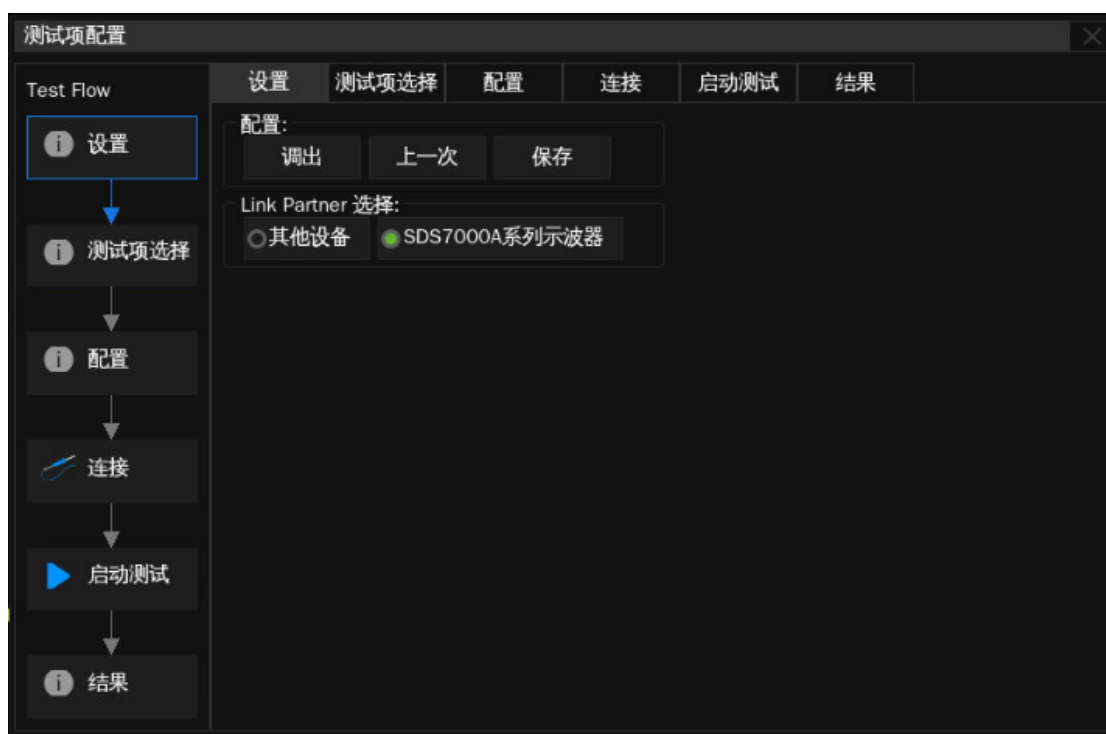 测试项配置
Test Flow
设置
测试项选择
配置
连接
启动测试
结果
设置 测试项选择 配置 连接 启动测试 结果
配置:
调出 上一次 保存
Link Partner 选择:
其他设备 SDS7000A系列示波器